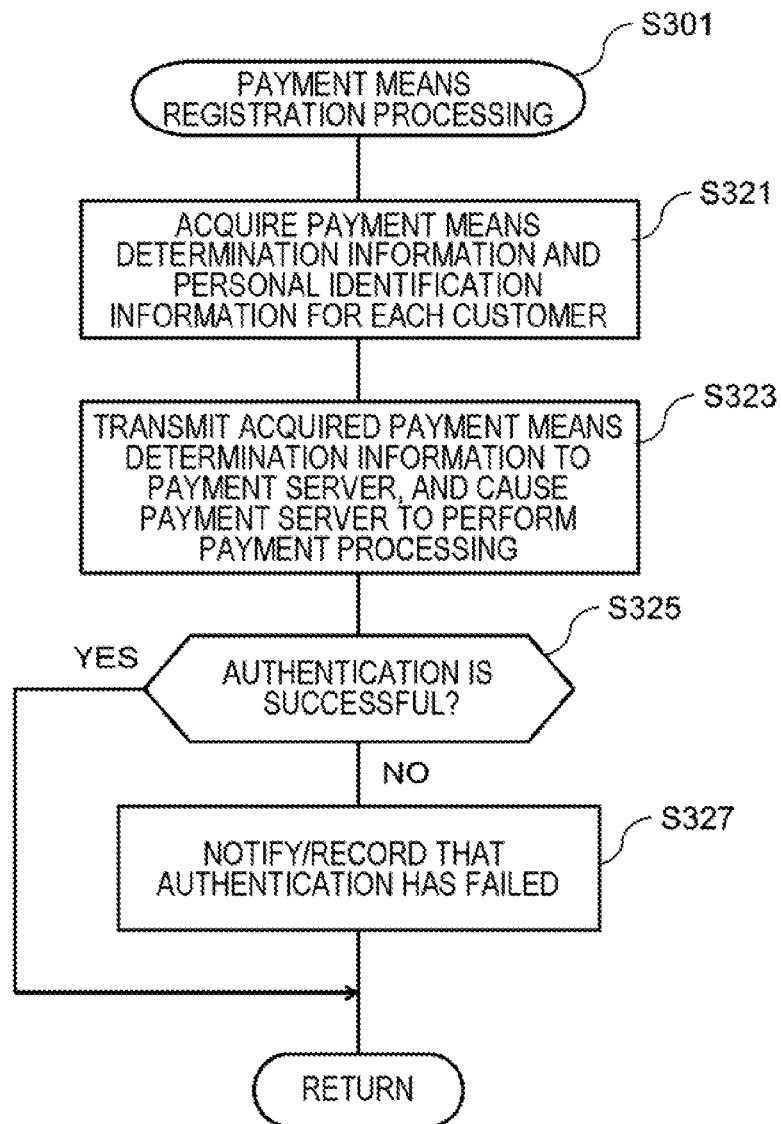 S301
PAYMENT MEANS
REGISTRATION PROCESSING
S321
ACQUIRE PAYMENT MEANS
DETERMINATION INFORMATION AND
PERSONAL IDENTIFICATION
INFORMATION FOR EACH CUSTOMER
S323
TRANSMIT ACQUIRED PAYMENT MEANS
DETERMINATION INFORMATION TO
PAYMENT SERVER, AND CAUSE
PAYMENT SERVER TO PERFORM
PAYMENT PROCESSING
S325
YES
AUTHENTICATION IS
SUCCESSFUL?
NO
S327
NOTIFY/RECORD THAT
AUTHENTICATION HAS FAILED
RETURN